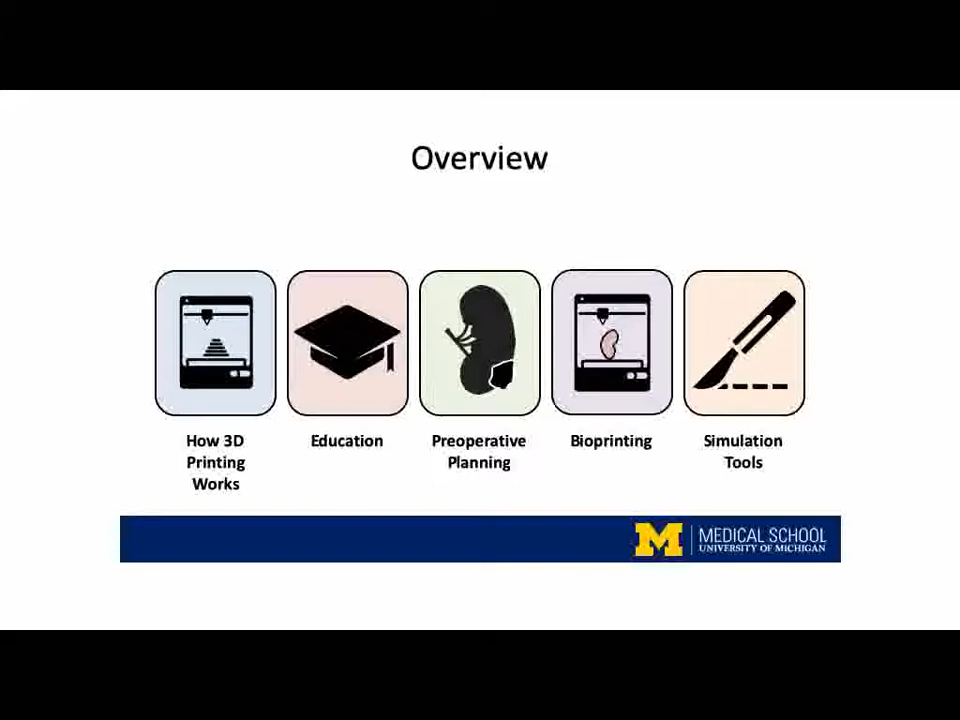 Overview
How 3D
Printing
Works
Education
Preoperative
Planning
Bioprinting
Simulation
Tools
M
MEDICAL SCHOOL
UNIVERSITY OF MICHIGAN